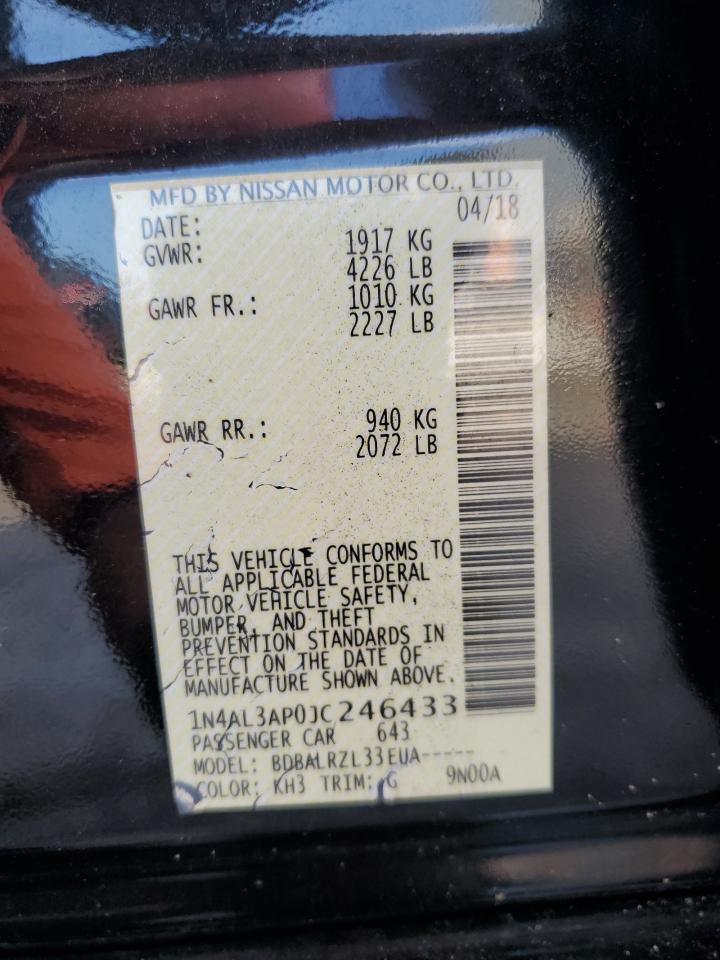 MFD BY NISSAN MOTOR CO., LTD.
DATE: 04/18
GVWR: 1917 KG
4226 LB
GAWR FR.: 1010 KG
2227 LB
GAWR RR.: 940 KG
2072 LB
THIS VEHICLE CONFORMS TO
ALL APPLICABLE FEDERAL
MOTOR VEHICLE SAFETY,
BUMPER, AND THEFT
PREVENTION STANDARDS IN
EFFECT ON THE DATE OF
MANUFACTURE SHOWN ABOVE.
1N4AL3AP0JC246433
PASSENGER CAR 643
MODEL: BDBALRZL33EUA-----
COLOR: KH3 TRIM: G 9N00A